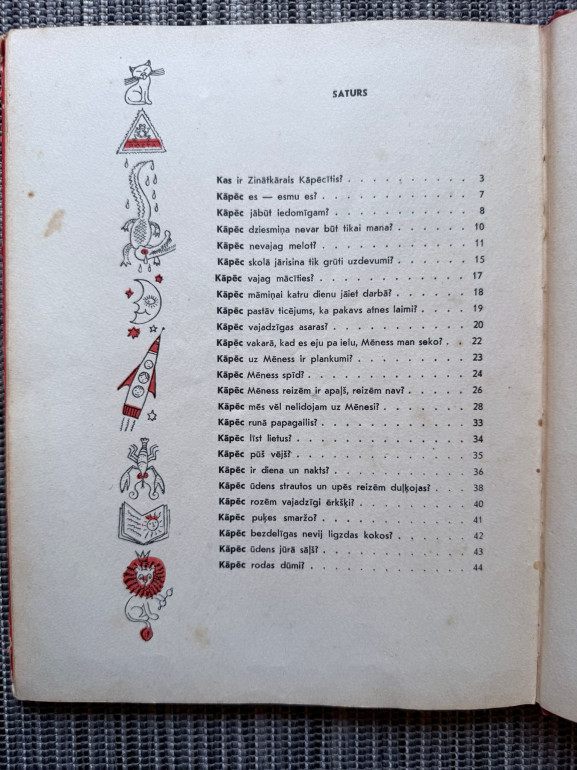 SATURS
Kas ir Zinātkārais Kāpēcītis? . . . . . . . . . 3
Kāpēc es — esmu es? . . . . . . . . . . 7
Kāpēc jābūt iedomīgam? . . . . . . . . . . 8
Kāpēc dziesmiņa nevar būt tikai mana? . . . . . . 10
Kāpēc nevajag melot? . . . . . . . . . . 11
Kāpēc skolā jārisina tik grūti uzdevumi? . . . . . . 15
Kāpēc vajag mācīties? . . . . . . . . . . 17
Kāpēc māmiņai katru dienu jāiet darbā? . . . . . . 18
Kāpēc pastāv ticējums, ka pakavs atnes laimi? . . . . 19
Kāpēc vajadzīgas asaras? . . . . . . . . . 20
Kāpēc vakarā, kad es eju pa ielu, Mēness man seko? . 22
Kāpēc uz Mēness ir plankumi? . . . . . . . . 23
Kāpēc Mēness spīd? . . . . . . . . . . 24
Kāpēc Mēness reizēm ir apaļš, reizēm nav? . . . . . 26
Kāpēc mēs vēl nelidojam uz Mēnesi? . . . . . . 28
Kāpēc runā papagailis? . . . . . . . . . . 33
Kāpēc līst lietus? . . . . . . . . . . . 34
Kāpēc pūš vējš? . . . . . . . . . . . 35
Kāpēc ir diena un nakts? . . . . . . . . . 36
Kāpēc ūdens strautos un upēs reizēm duļķojas? . . . 38
Kāpēc rozēm vajadzīgi ērkšķi? . . . . . . . . 40
Kāpēc puķes smaržo? . . . . . . . . . . 41
Kāpēc bezdelīgas nevij ligzdas kokos? . . . . . . 42
Kāpēc ūdens jūrā sāļš? . . . . . . . . . . 43
Kāpēc rodas dūmi? . . . . . . . . . . . 44